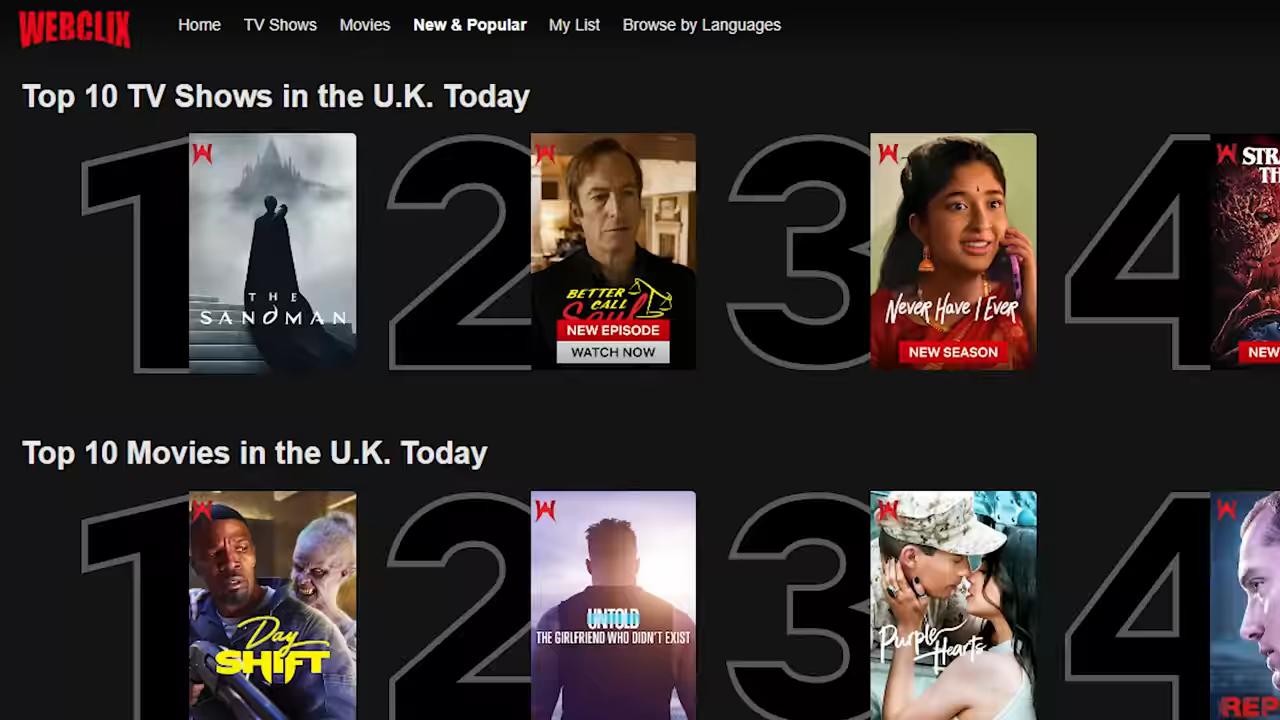 WEBCLIX
Home TV Shows Movies New & Popular My List Browse by Languages
Top 10 TV Shows in the U.K. Today
1
W
THE
SANDMAN
2
W
BETTER
CALL
Saul
NEW EPISODE
WATCH NOW
3
W
Never Have I Ever
NEW SEASON
4
W
STRA
TH
NEW
Top 10 Movies in the U.K. Today
1
W
Day
SHIFT
2
W
UNTOLD
THE GIRLFRIEND WHO DIDN'T EXIST
3
W
Purple
Hearts
4
W
REP